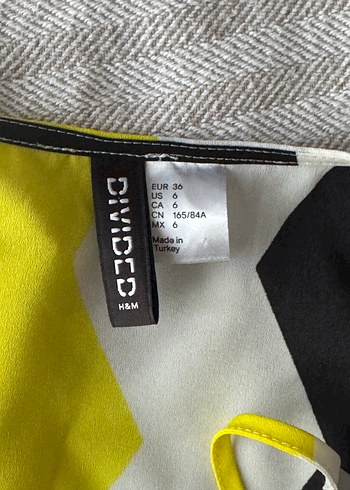 DIVIDED
H&M
EUR 36
US 6
CA 6
CN 165/84A
MX 6
Made in
Turkey